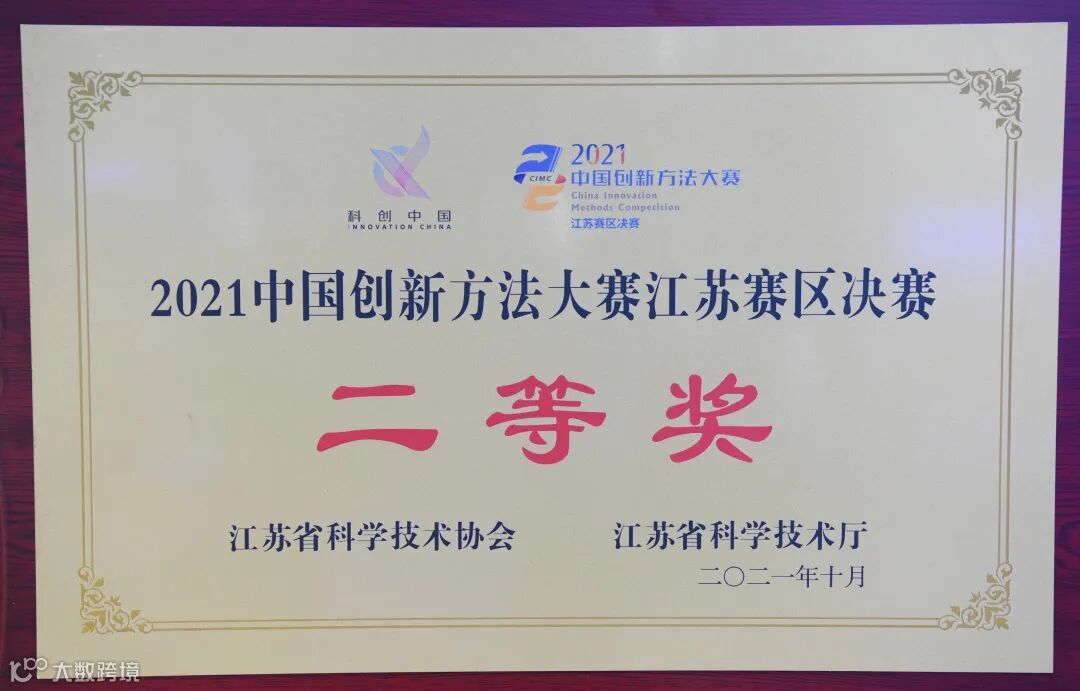 科创中国
INNOVATION CHINA
CIMC
2021
中国创新方法大赛
China Innovation
Methods Competition
江苏赛区决赛
2021中国创新方法大赛江苏赛区决赛
二等奖
江苏省科学技术协会
江苏省科学技术厅
二〇二一年十月
大数跨境